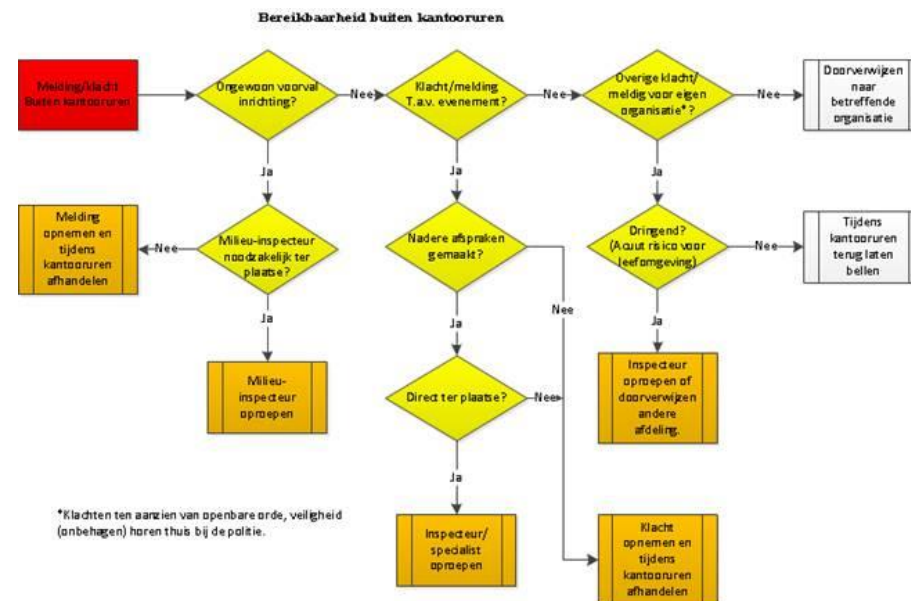 Bereikbaarheid buiten kantooruren
Melding/klacht
Buiten kantooruren
Ongewoon voorval
inrichting?
Nee
Klacht/melding
T.a.v. evenement?
Nee
Overige klacht/
meldig voor eigen
organisatie*?
Nee
Doorverwijzen
naar
betreffende
organisatie
Ja
Ja
Ja
Melding
opnemen en
tijdens
kantooruren
afhandelen
Nee
Milieu-inspecteur
noodzakelijk ter
plaatse?
Nadere afspraken
gemaakt?
Dringend?
(Acuut risico voor
leefomgeving)
Nee
Tijdens
kantooruren
terug laten
bellen
Ja
Ja
Nee
Ja
Milieu-
inspecteur
oproepen
Direct ter plaatse?
Nee
Inspecteur
oproepen of
doorverwijzen
andere
afdeling.
Ja
*Klachten ten aanzien van openbare orde, veiligheid
(onbehagen) horen thuis bij de politie.
Inspecteur/
specialist
oproepen
Klacht
opnemen en
tijdens
kantooruren
afhandelen